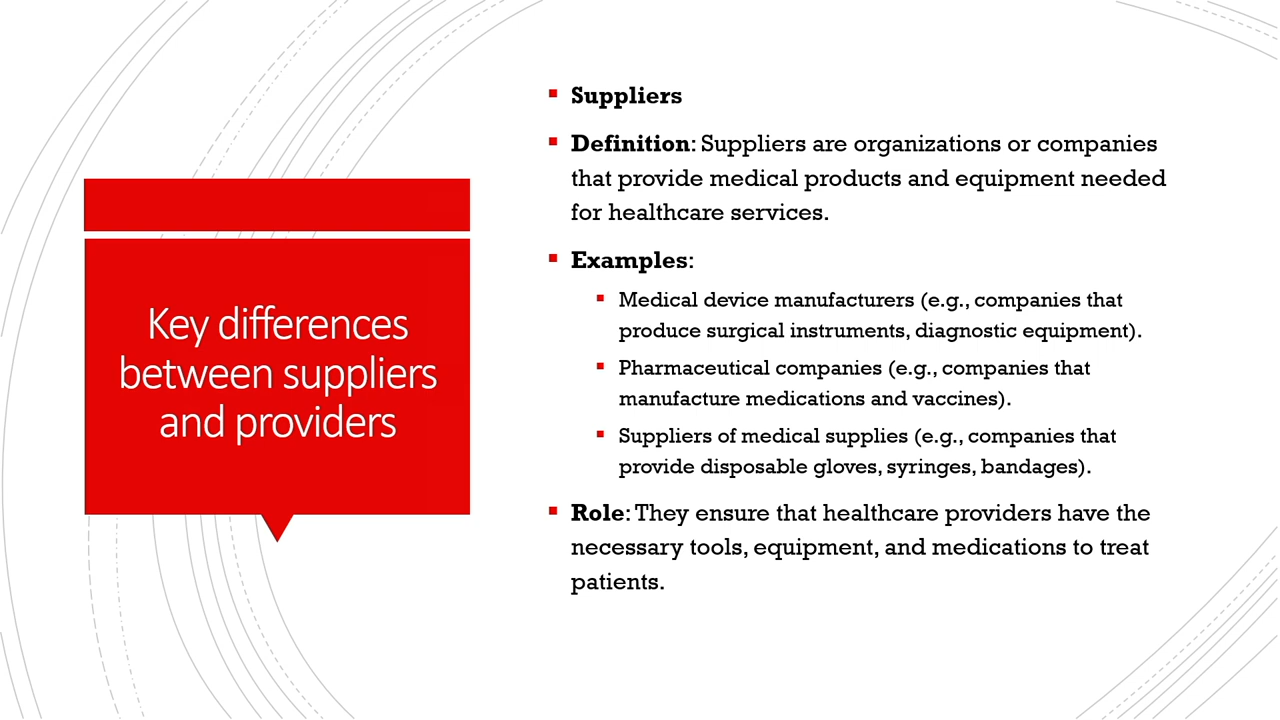 Key differences
between suppliers
and providers
Suppliers
Definition: Suppliers are organizations or companies
that provide medical products and equipment needed
for healthcare services.
Examples:
Medical device manufacturers (e.g., companies that
produce surgical instruments, diagnostic equipment).
Pharmaceutical companies (e.g., companies that
manufacture medications and vaccines).
Suppliers of medical supplies (e.g., companies that
provide disposable gloves, syringes, bandages).
Role: They ensure that healthcare providers have the
necessary tools, equipment, and medications to treat
patients.